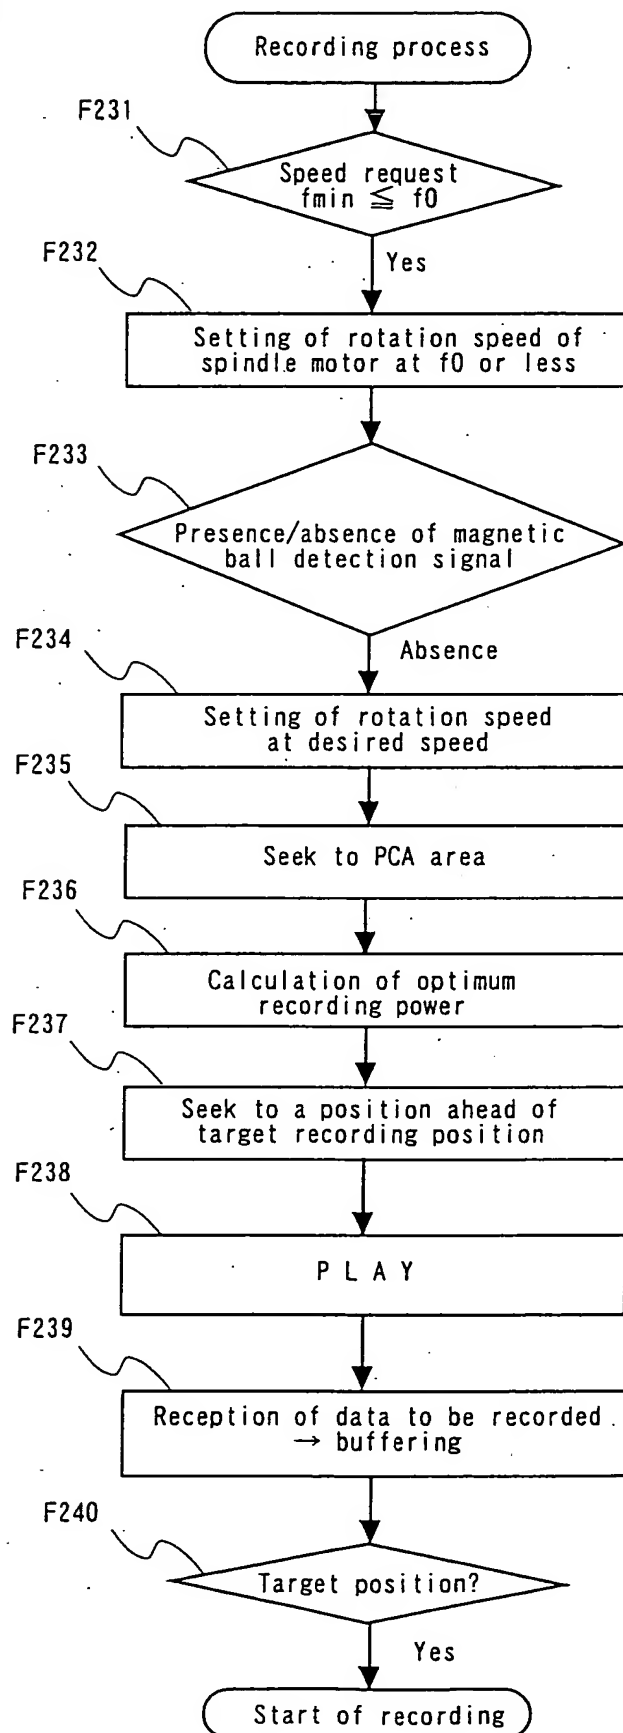 Recording process
F231
Speed request
fmin ≦ f0
Yes
F232
Setting of rotation speed of
spindle motor at f0 or less
F233
Presence/absence of magnetic
ball detection signal
Absence
F234
Setting of rotation speed
at desired speed
F235
Seek to PCA area
F236
Calculation of optimum
recording power
F237
Seek to a position ahead of
target recording position
F238
P L A Y
F239
Reception of data to be recorded
→ buffering
F240
Target position?
Yes
Start of recording